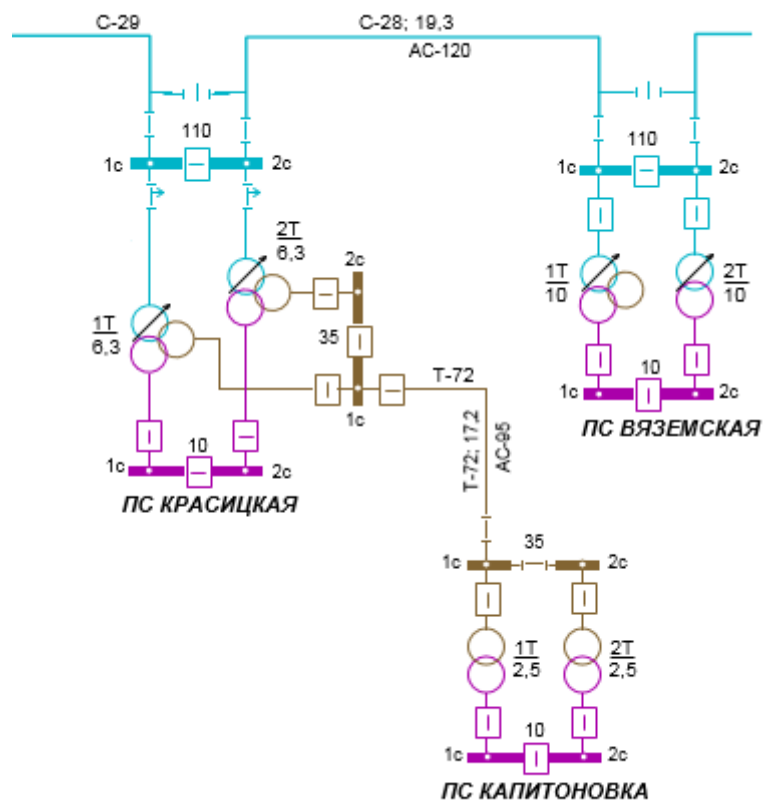 С-29
С-28; 19,3
АС-120
110
1с
2с
110
1с
2с
2Т
6,3
2с
1Т
10
2Т
10
1Т
6,3
35
Т-72
10
1с
2с
1с
ПС ВЯЗЕМСКАЯ
10
1с
2с
Т-72; 17,2
АС-95
ПС КРАСИЦКАЯ
35
1с
2с
1Т
2,5
2Т
2,5
10
1с
2с
ПС КАПИТОНОВКА